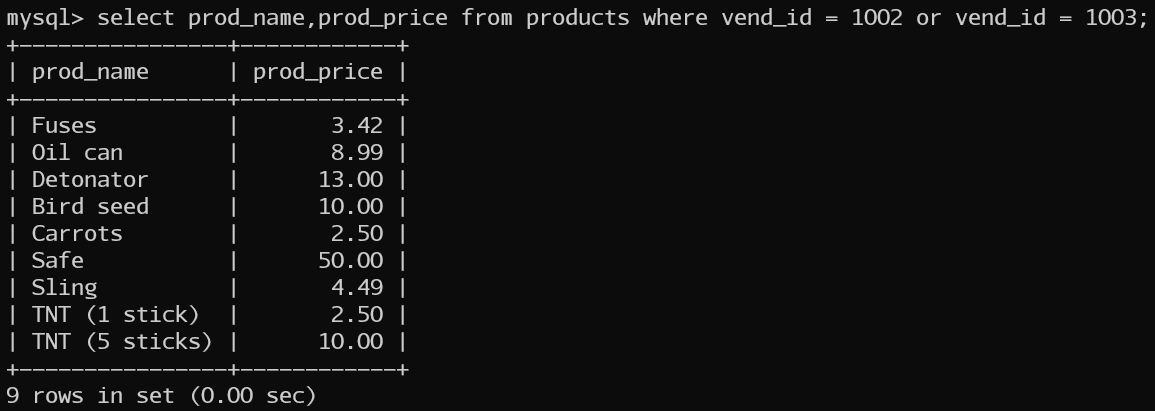 mysql> select prod_name,prod_price from products where vend_id = 1002 or vend_id = 1003;
+----------------+------------+
| prod_name      | prod_price |
+----------------+------------+
| Fuses          |       3.42 |
| Oil can        |       8.99 |
| Detonator      |      13.00 |
| Bird seed      |      10.00 |
| Carrots        |       2.50 |
| Safe           |      50.00 |
| Sling          |       4.49 |
| TNT (1 stick)  |       2.50 |
| TNT (5 sticks) |      10.00 |
+----------------+------------+
9 rows in set (0.00 sec)